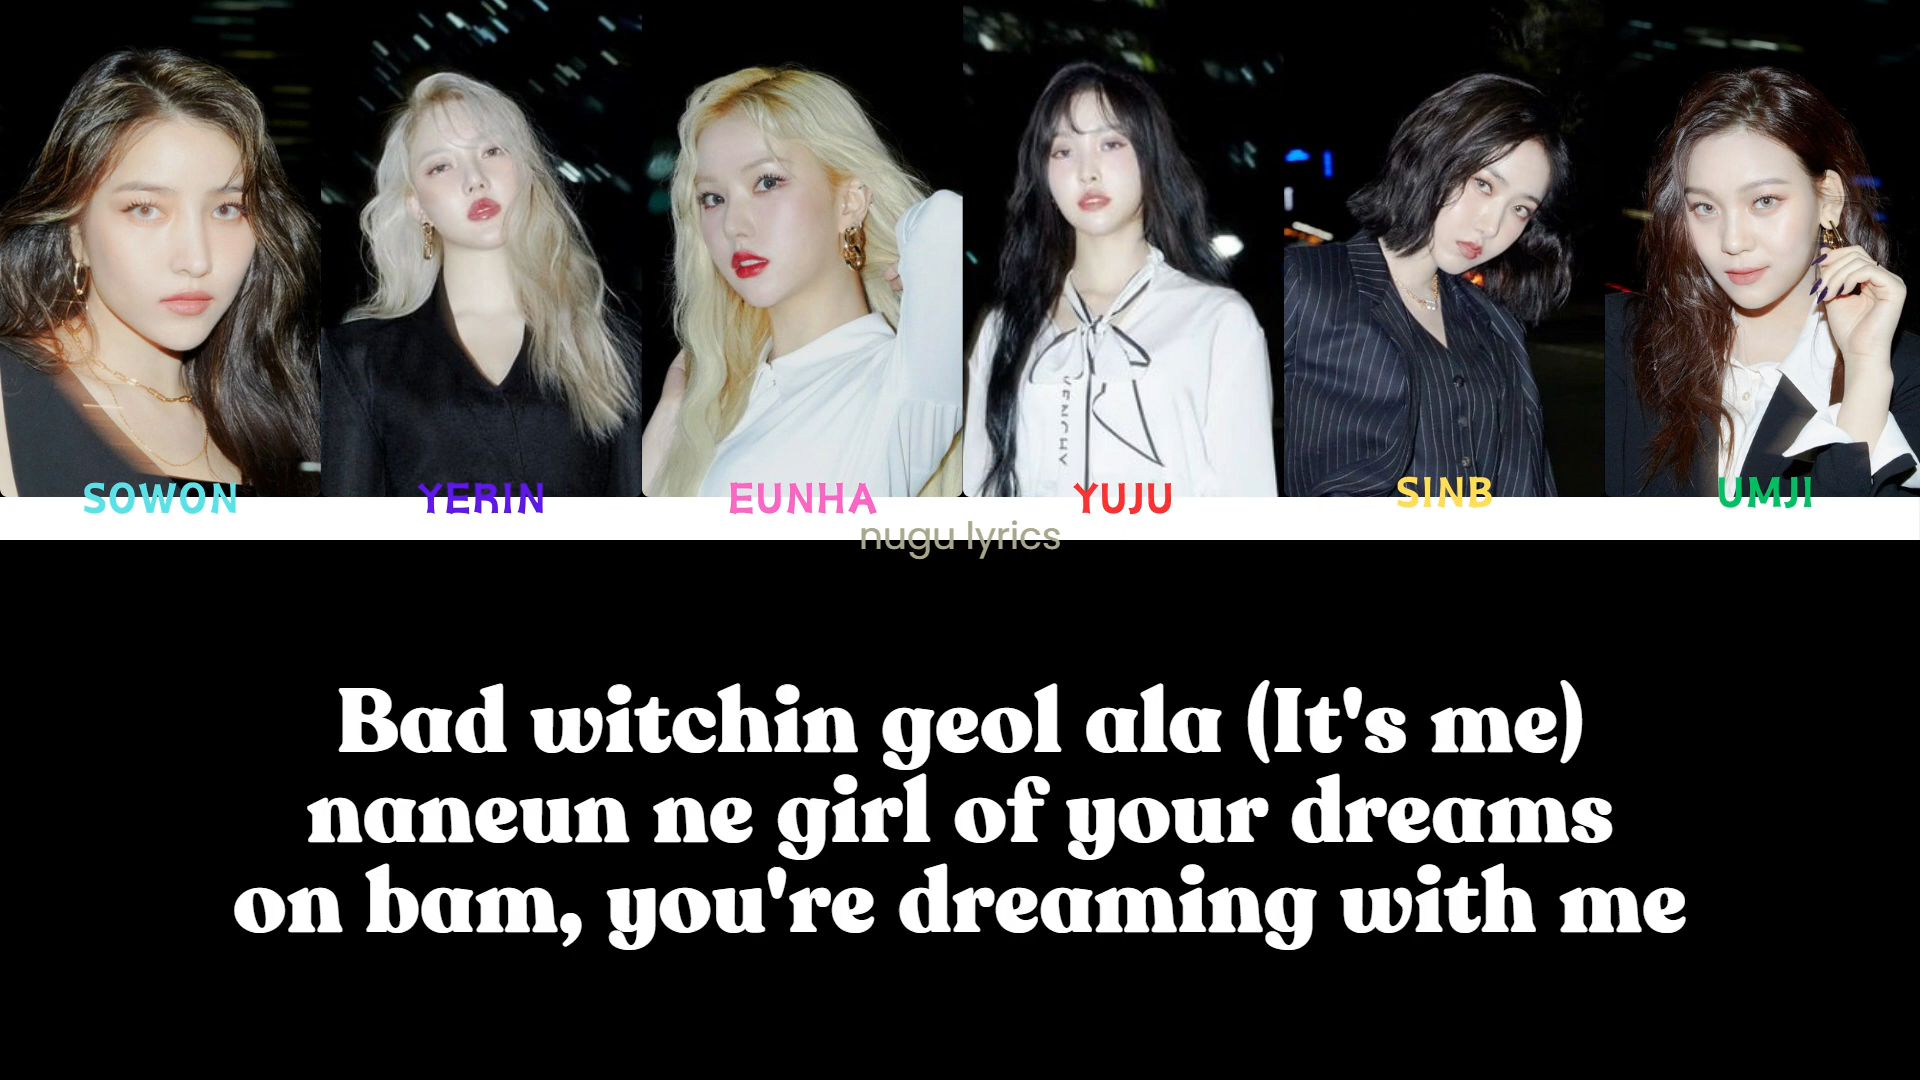 SOWON YERIN EUNHA YUJU SINB UMJI
nugu lyrics
Bad witchin geol ala (It's me)
naneun ne girl of your dreams
on bam, you're dreaming with me